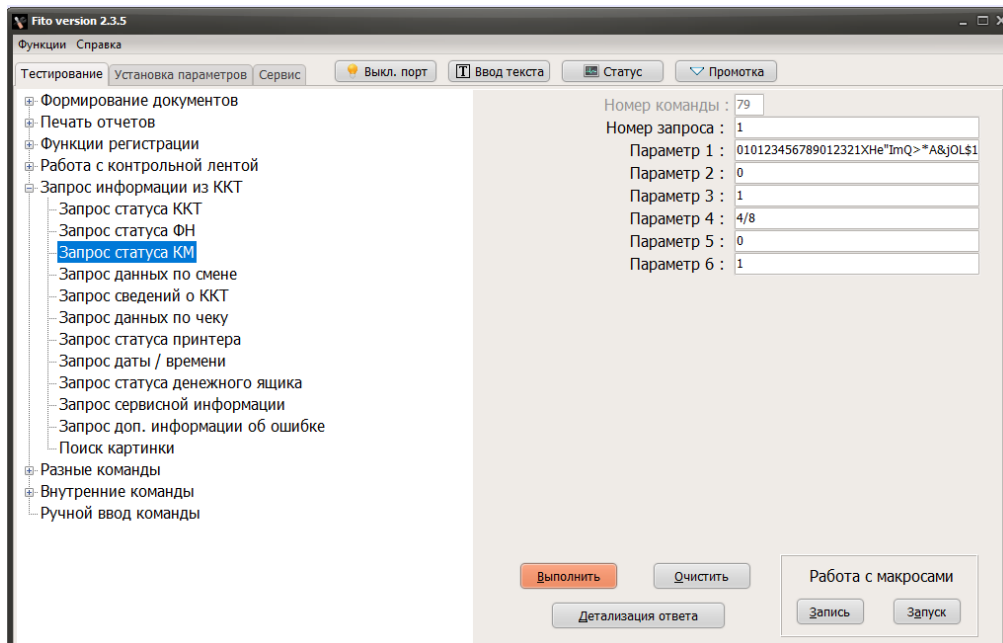 Fito version 2.3.5
Функции Справка
Тестирование Установка параметров Сервис Выкл. порт Ввод текста Статус Промотка
Формирование документов
Печать отчетов
Функции регистрации
Работа с контрольной лентой
Запрос информации из ККТ
Запрос статуса ККТ
Запрос статуса ФН
Запрос статуса КМ
Запрос данных по смене
Запрос сведений о ККТ
Запрос данных по чеку
Запрос статуса принтера
Запрос даты / времени
Запрос статуса денежного ящика
Запрос сервисной информации
Запрос доп. информации об ошибке
Поиск картинки
Разные команды
Внутренние команды
Ручной ввод команды
Номер команды : 79
Номер запроса : 1
Параметр 1 : 010123456789012321XHe"ImQ>*A&jOL$1
Параметр 2 : 0
Параметр 3 : 1
Параметр 4 : 4/8
Параметр 5 : 0
Параметр 6 : 1
Выполнить Очистить
Детализация ответа
Работа с макросами
Запись Запуск